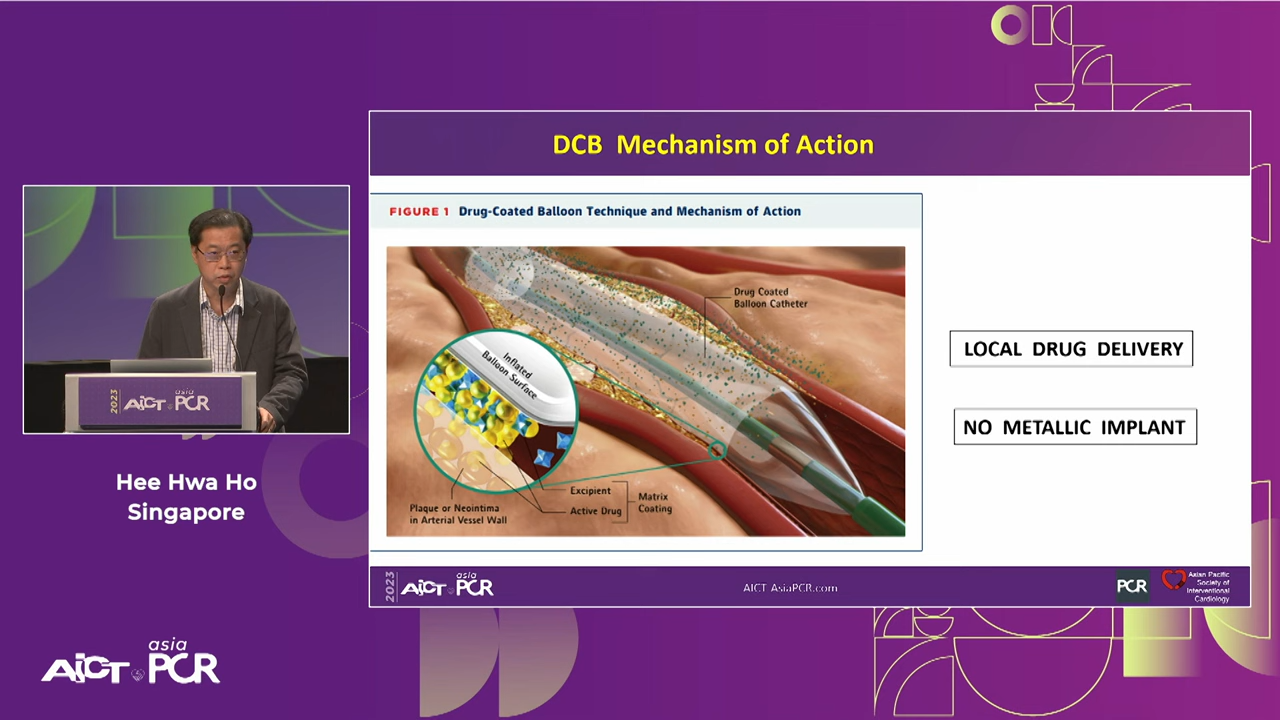 DCB Mechanism of Action
FIGURE 1 Drug-Coated Balloon Technique and Mechanism of Action
Drug Coated
Balloon Catheter
Inflated
Balloon Surface
Excipient
Active Drug
Matrix
Coating
Plaque or Neointima
in Arterial Vessel Wall
LOCAL DRUG DELIVERY
NO METALLIC IMPLANT
2023 AICT asia PCR
Hee Hwa Ho
Singapore
2023 AICT asia PCR
AICT AsiaPCR.com
PCR
Asian Pacific
Society of
Interventional
Cardiology
AICT asia PCR